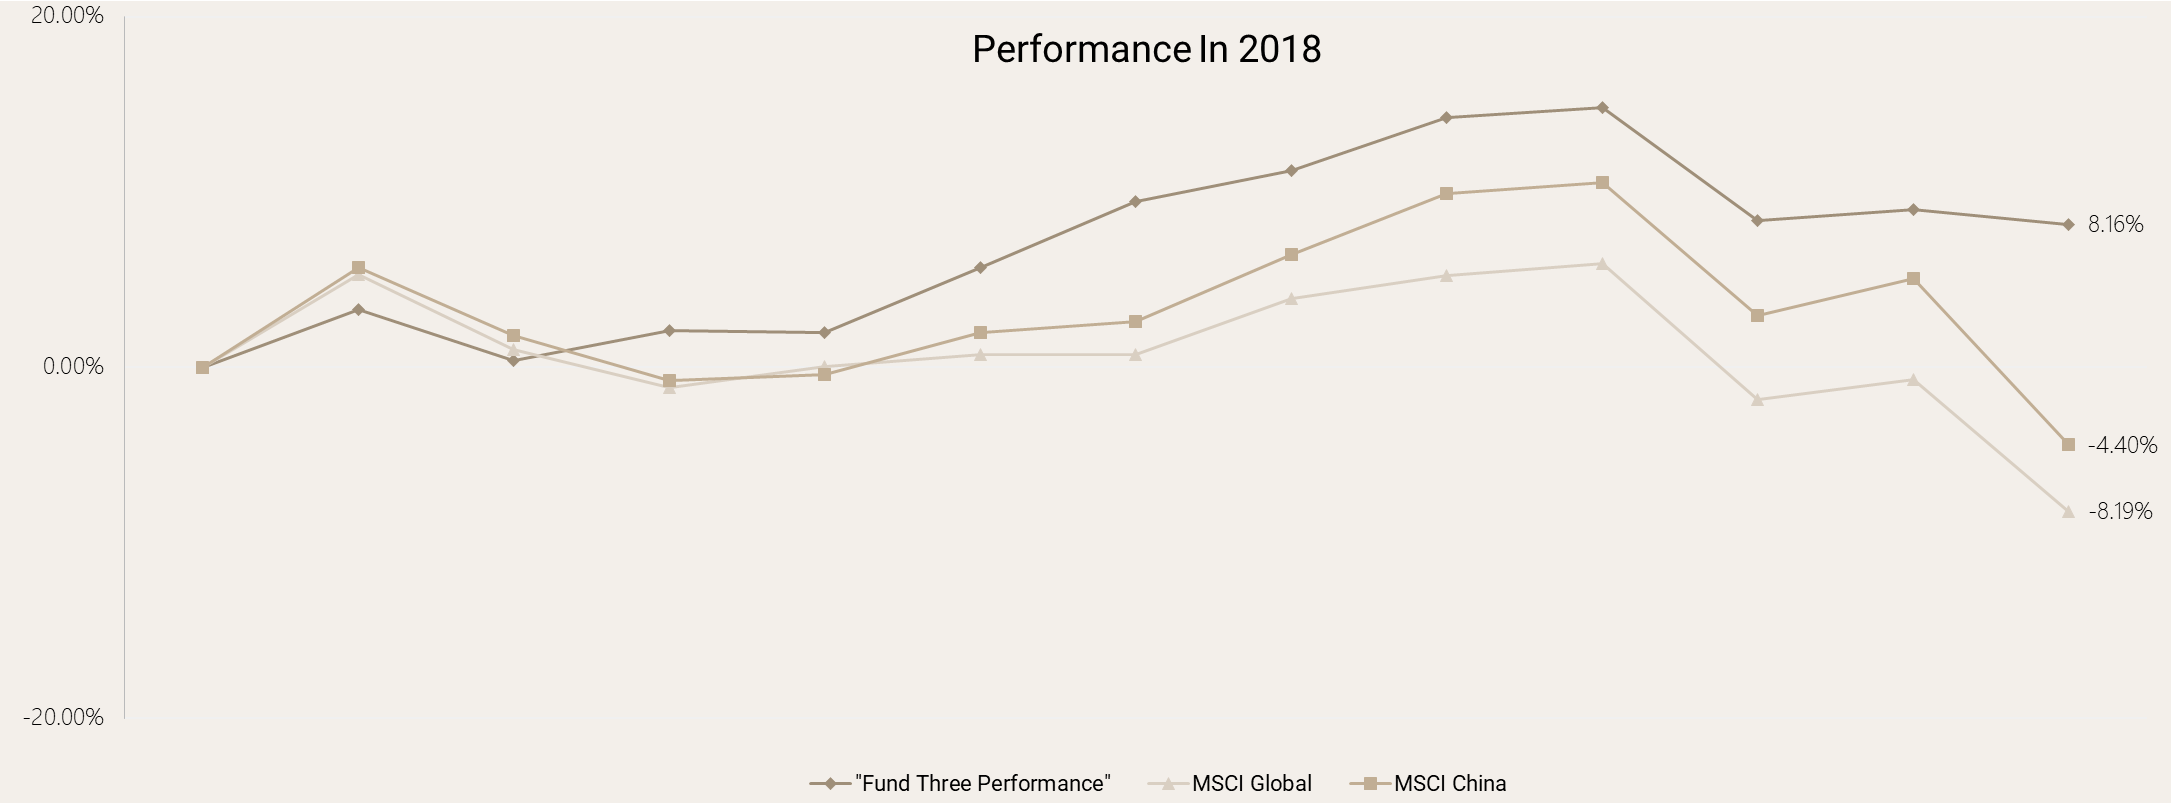 Performance In 2018
20.00%
0.00%
-20.00%
8.16%
-4.40%
-8.19%
"Fund Three Performance"
MSCI Global
MSCI China